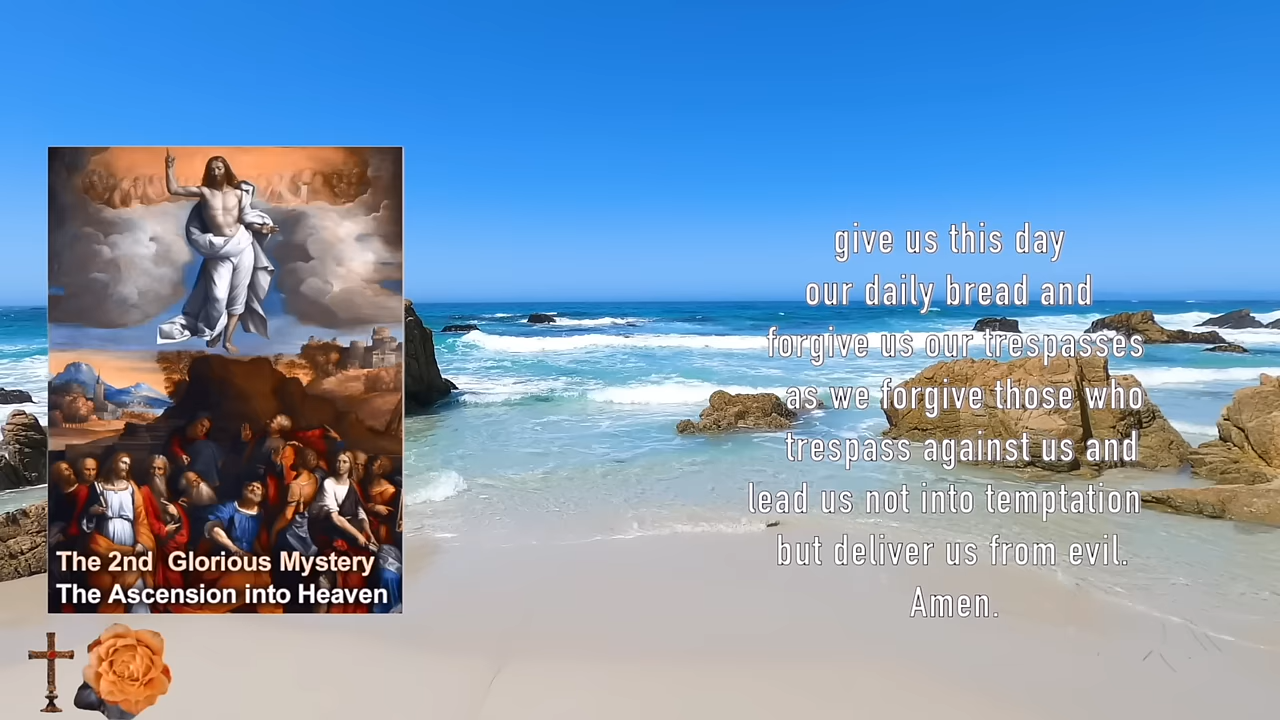 The 2nd  Glorious Mystery
The Ascension into Heaven
give us this day
our daily bread and
forgive us our trespasses
as we forgive those who
trespass against us and
lead us not into temptation
but deliver us from evil.
Amen.